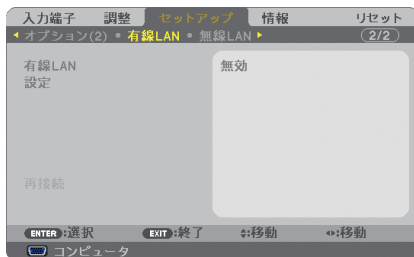 入力端子 調整 セットアップ 情報 リセット
オプション(2) 有線LAN 無線LAN 2/2
有線LAN 無効
設定
再接続
ENTER:選択 EXIT:終了 :移動 :移動
コンピュータ